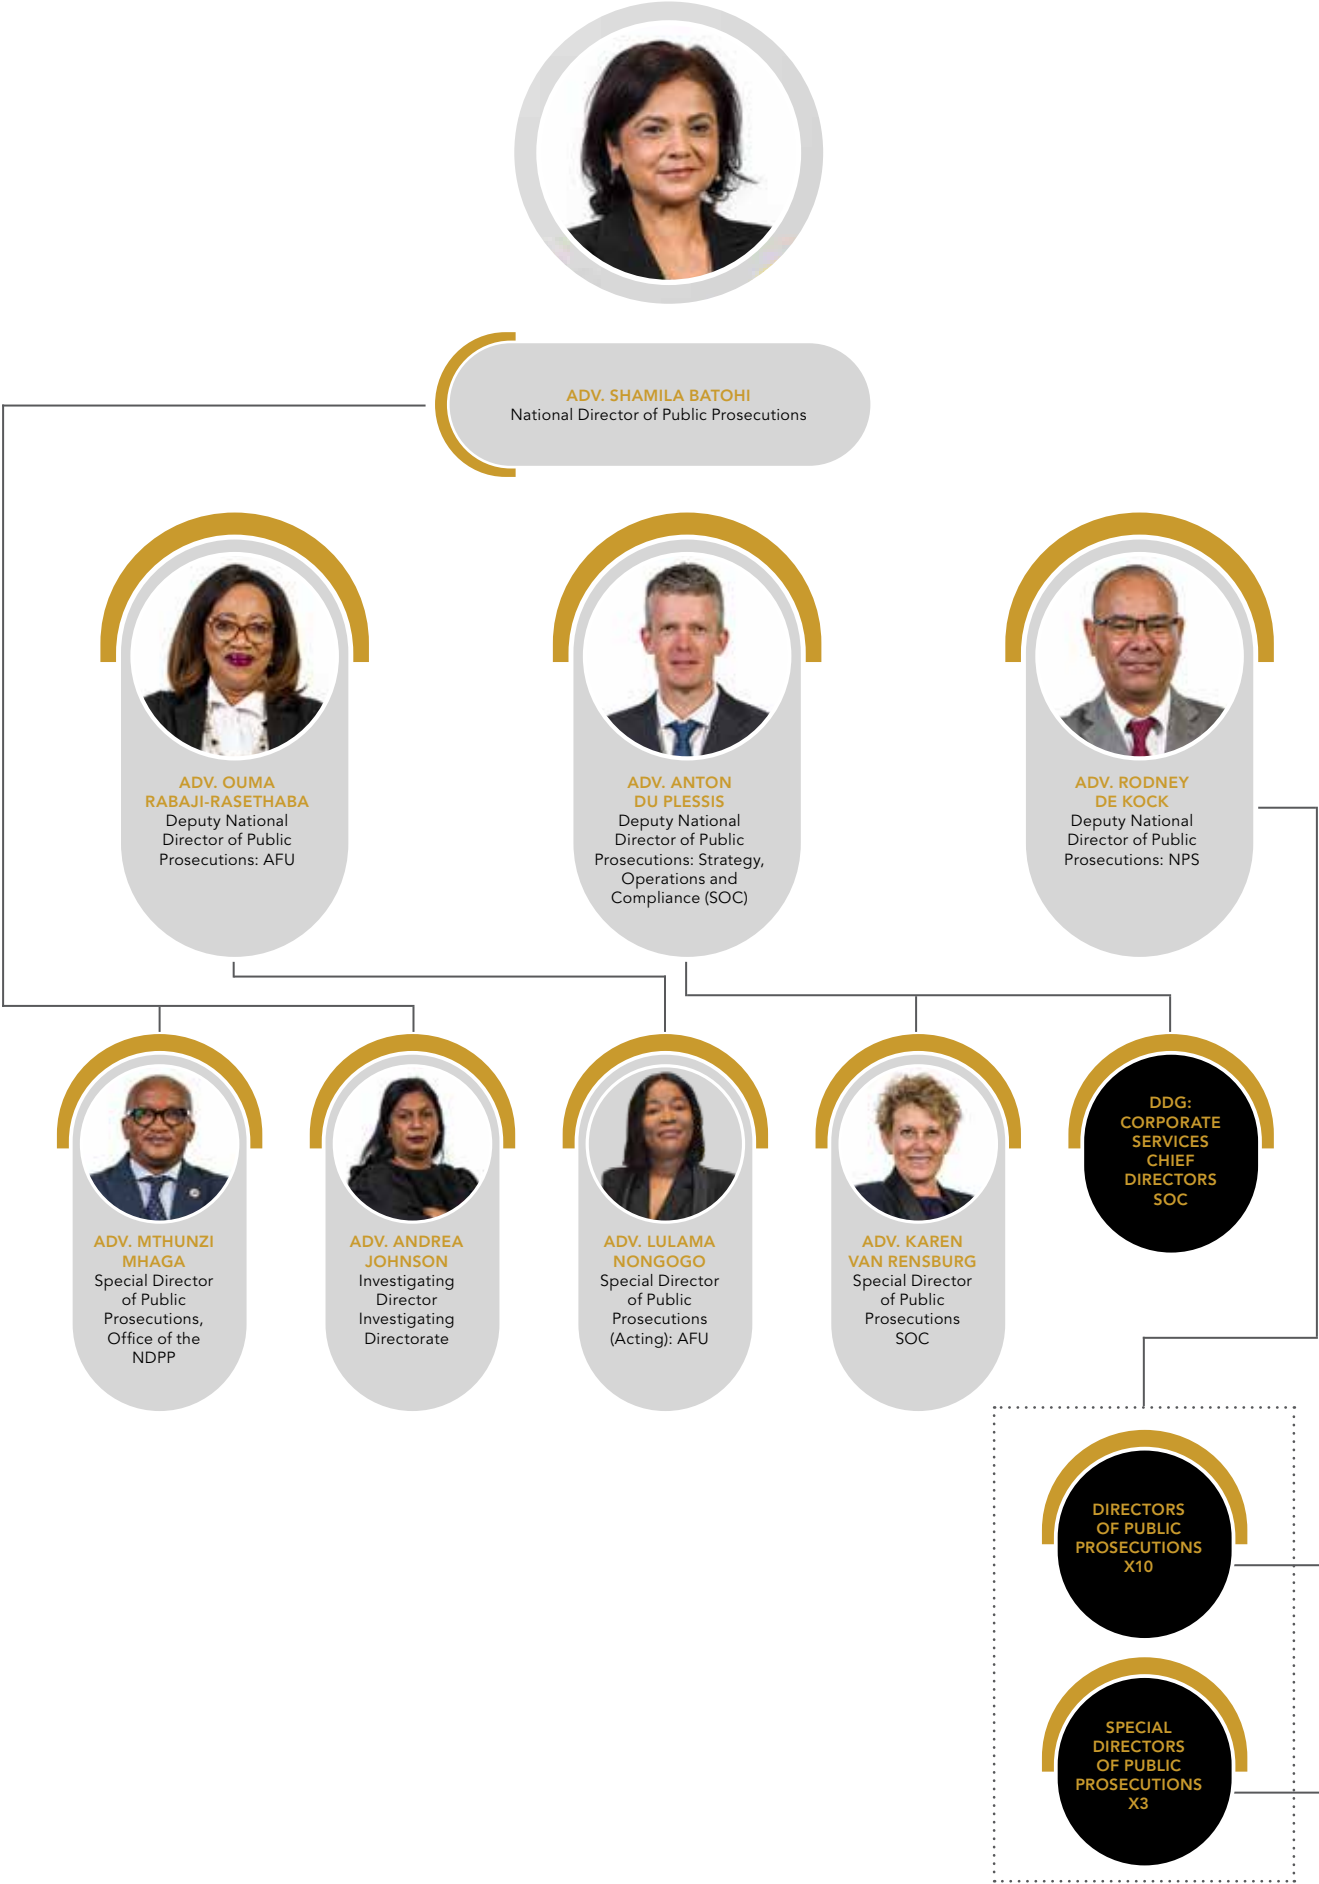 ADV. SHAMILA BATOHI
National Director of Public Prosecutions
ADV. OUMA
RABAJI-RASETHABA
Deputy National
Director of Public
Prosecutions: AFU
ADV. ANTON
DU PLESSIS
Deputy National
Director of Public
Prosecutions: Strategy,
Operations and
Compliance (SOC)
ADV. RODNEY
DE KOCK
Deputy National
Director of Public
Prosecutions: NPS
ADV. MTHUNZI
MHAGA
Special Director
of Public
Prosecutions,
Office of the
NDPP
ADV. ANDREA
JOHNSON
Investigating
Director
Investigating
Directorate
ADV. LULAMA
NONGOGO
Special Director
of Public
Prosecutions
(Acting): AFU
ADV. KAREN
VAN RENSBURG
Special Director
of Public
Prosecutions
SOC
DDG:
CORPORATE
SERVICES
CHIEF
DIRECTORS
SOC
DIRECTORS
OF PUBLIC
PROSECUTIONS
X10
SPECIAL
DIRECTORS
OF PUBLIC
PROSECUTIONS
X3